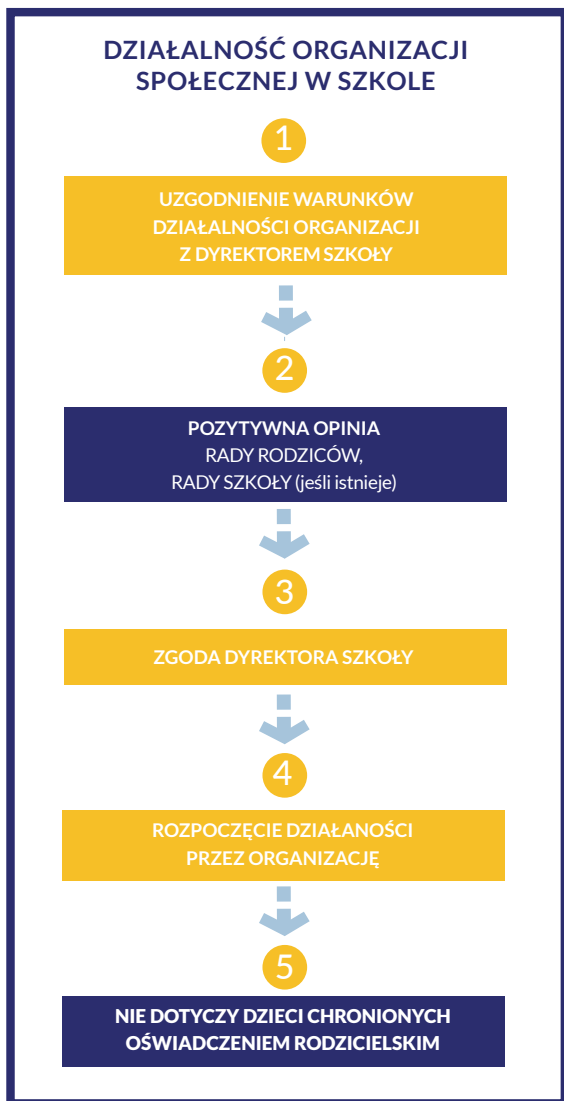 DZIAŁALNOŚĆ ORGANIZACJI
SPOŁECZNEJ W SZKOLE
1
UZGODNIENIE WARUNKÓW
DZIAŁALNOŚCI ORGANIZACJI
Z DYREKTOREM SZKOŁY
2
POZYTYWNA OPINIA
RADY RODZICÓW,
RADY SZKOŁY (jeśli istnieje)
3
ZGODA DYREKTORA SZKOŁY
4
ROZPOCZĘCIE DZIAŁANOŚCI
PRZEZ ORGANIZACJĘ
5
NIE DOTYCZY DZIECI CHRONIONYCH
OŚWIADCZENIEM RODZICIELSKIM